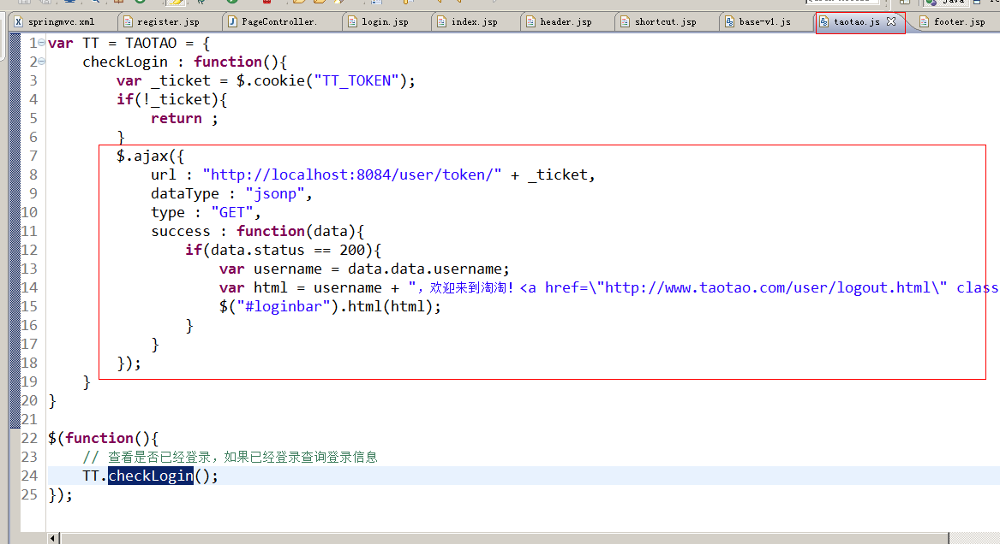 springmvc.xml register.jsp PageController. login.jsp index.jsp header.jsp shortcut.jsp base-v1.js taotao.js footer.jsp
1 var TT = TAOTAO = {
2 checkLogin : function(){
3 var _ticket = $.cookie("TT_TOKEN");
4 if(!_ticket){
5 return ;
6 }
7 $.ajax({
8 url : "http://localhost:8084/user/token/" + _ticket,
9 dataType : "jsonp",
10 type : "GET",
11 success : function(data){
12 if(data.status == 200){
13 var username = data.data.username;
14 var html = username + "，欢迎来到淘淘！<a href=\"http://www.taotao.com/user/logout.html\" class
15 $("#loginbar").html(html);
16 }
17 }
18 });
19 }
20 }
21
22 $(function(){
23 // 查看是否已经登录，如果已经登录查询登录信息
24 TT.checkLogin();
25 });